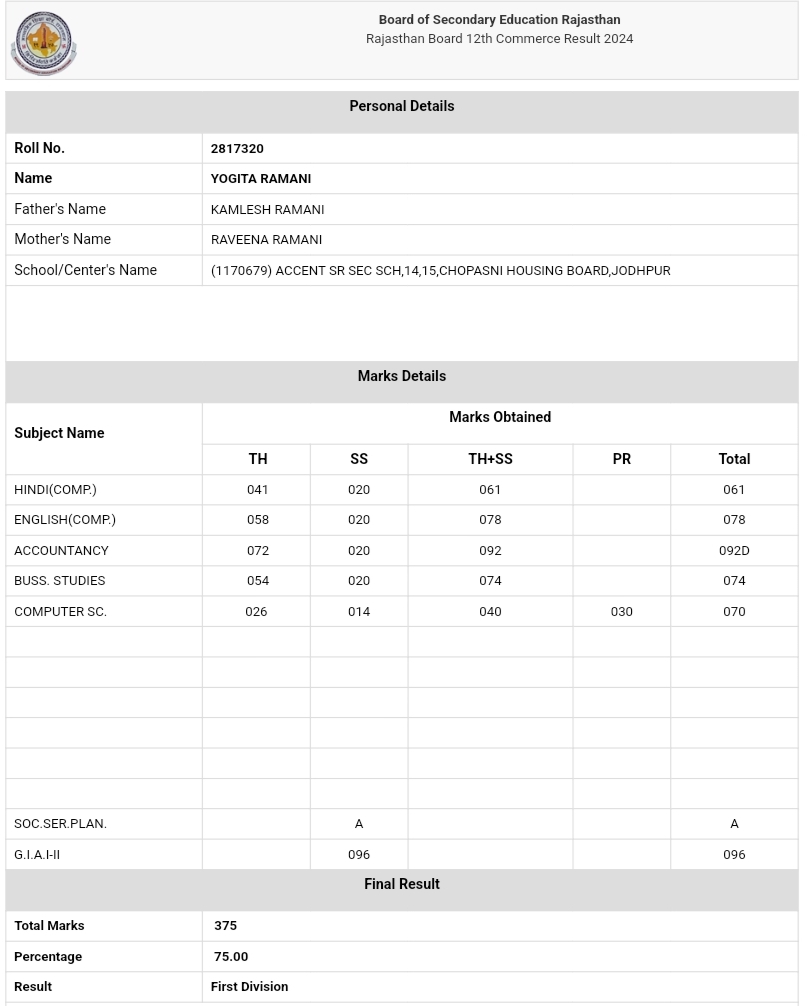 Board of Secondary Education Rajasthan
Rajasthan Board 12th Commerce Result 2024
Personal Details
Roll No. 2817320
Name YOGITA RAMANI
Father's Name KAMLESH RAMANI
Mother's Name RAVEENA RAMANI
School/Center's Name (1170679) ACCENT SR SEC SCH,14,15,CHOPASNI HOUSING BOARD,JODHPUR
Marks Details
Subject Name Marks Obtained
TH SS TH+SS PR Total
HINDI(COMP.) 041 020 061 061
ENGLISH(COMP.) 058 020 078 078
ACCOUNTANCY 072 020 092 092D
BUSS. STUDIES 054 020 074 074
COMPUTER SC. 026 014 040 030 070
SOC.SER.PLAN. A A
G.I.A.I-II 096 096
Final Result
Total Marks 375
Percentage 75.00
Result First Division